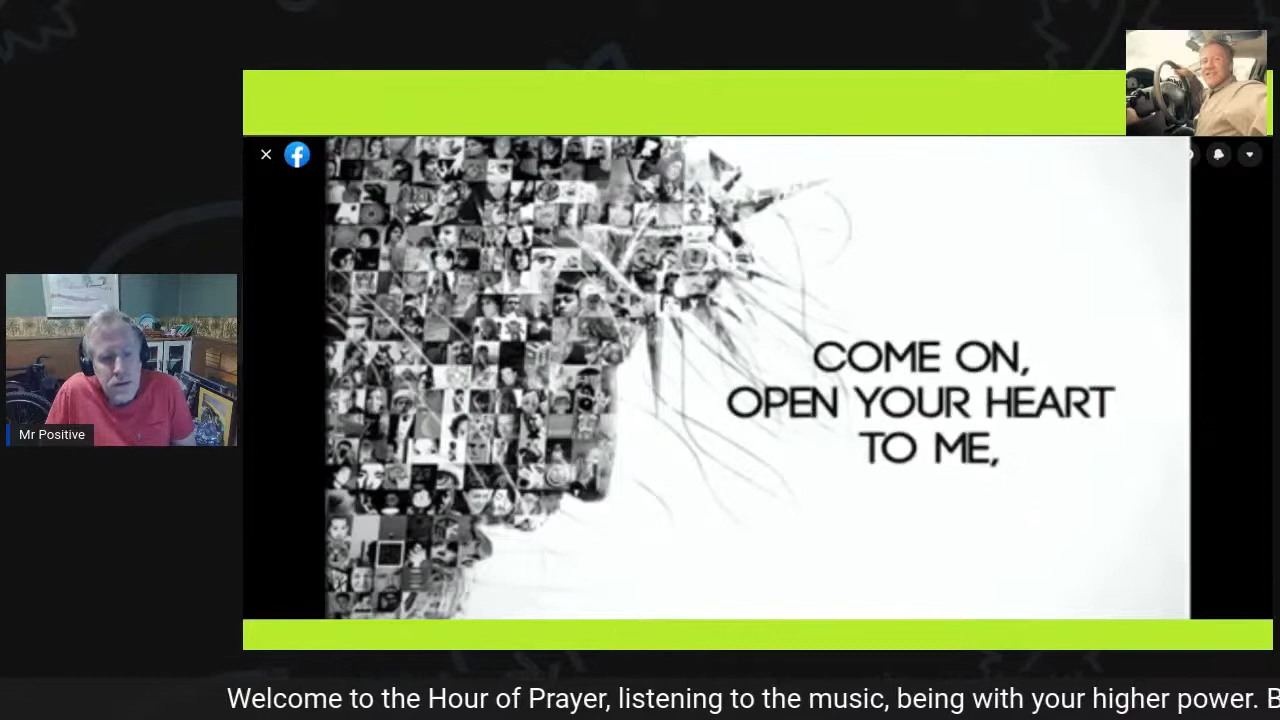 COME ON,
OPEN YOUR HEART
TO ME,
Mr Positive
Welcome to the Hour of Prayer, listening to the music, being with your higher power. B